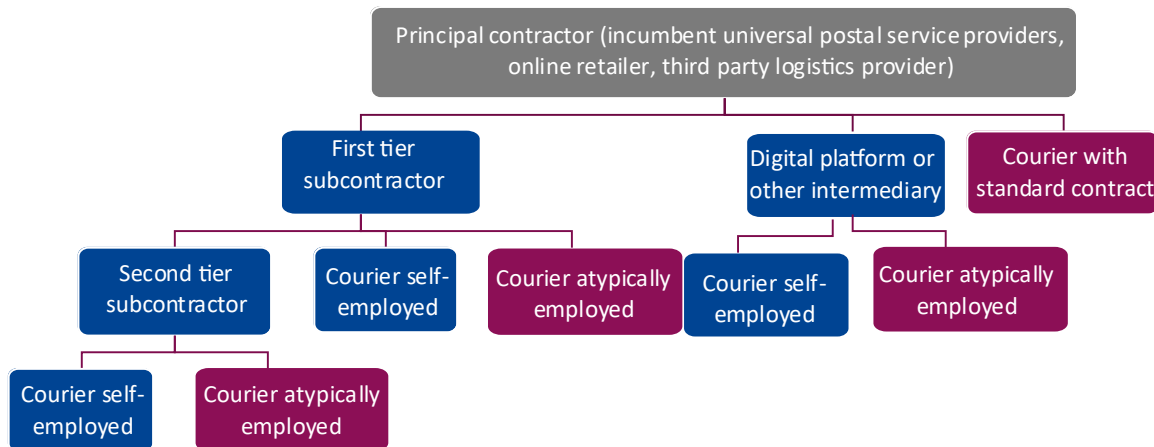 Principal contractor (incumbent universal postal service providers,
online retailer, third party logistics provider)
First tier
subcontractor
Digital platform or
other intermediary
Courier with
standard contract
Second tier
subcontractor
Courier self-
employed
Courier atypically
employed
Courier self-
employed
Courier atypically
employed
Courier self-
employed
Courier atypically
employed